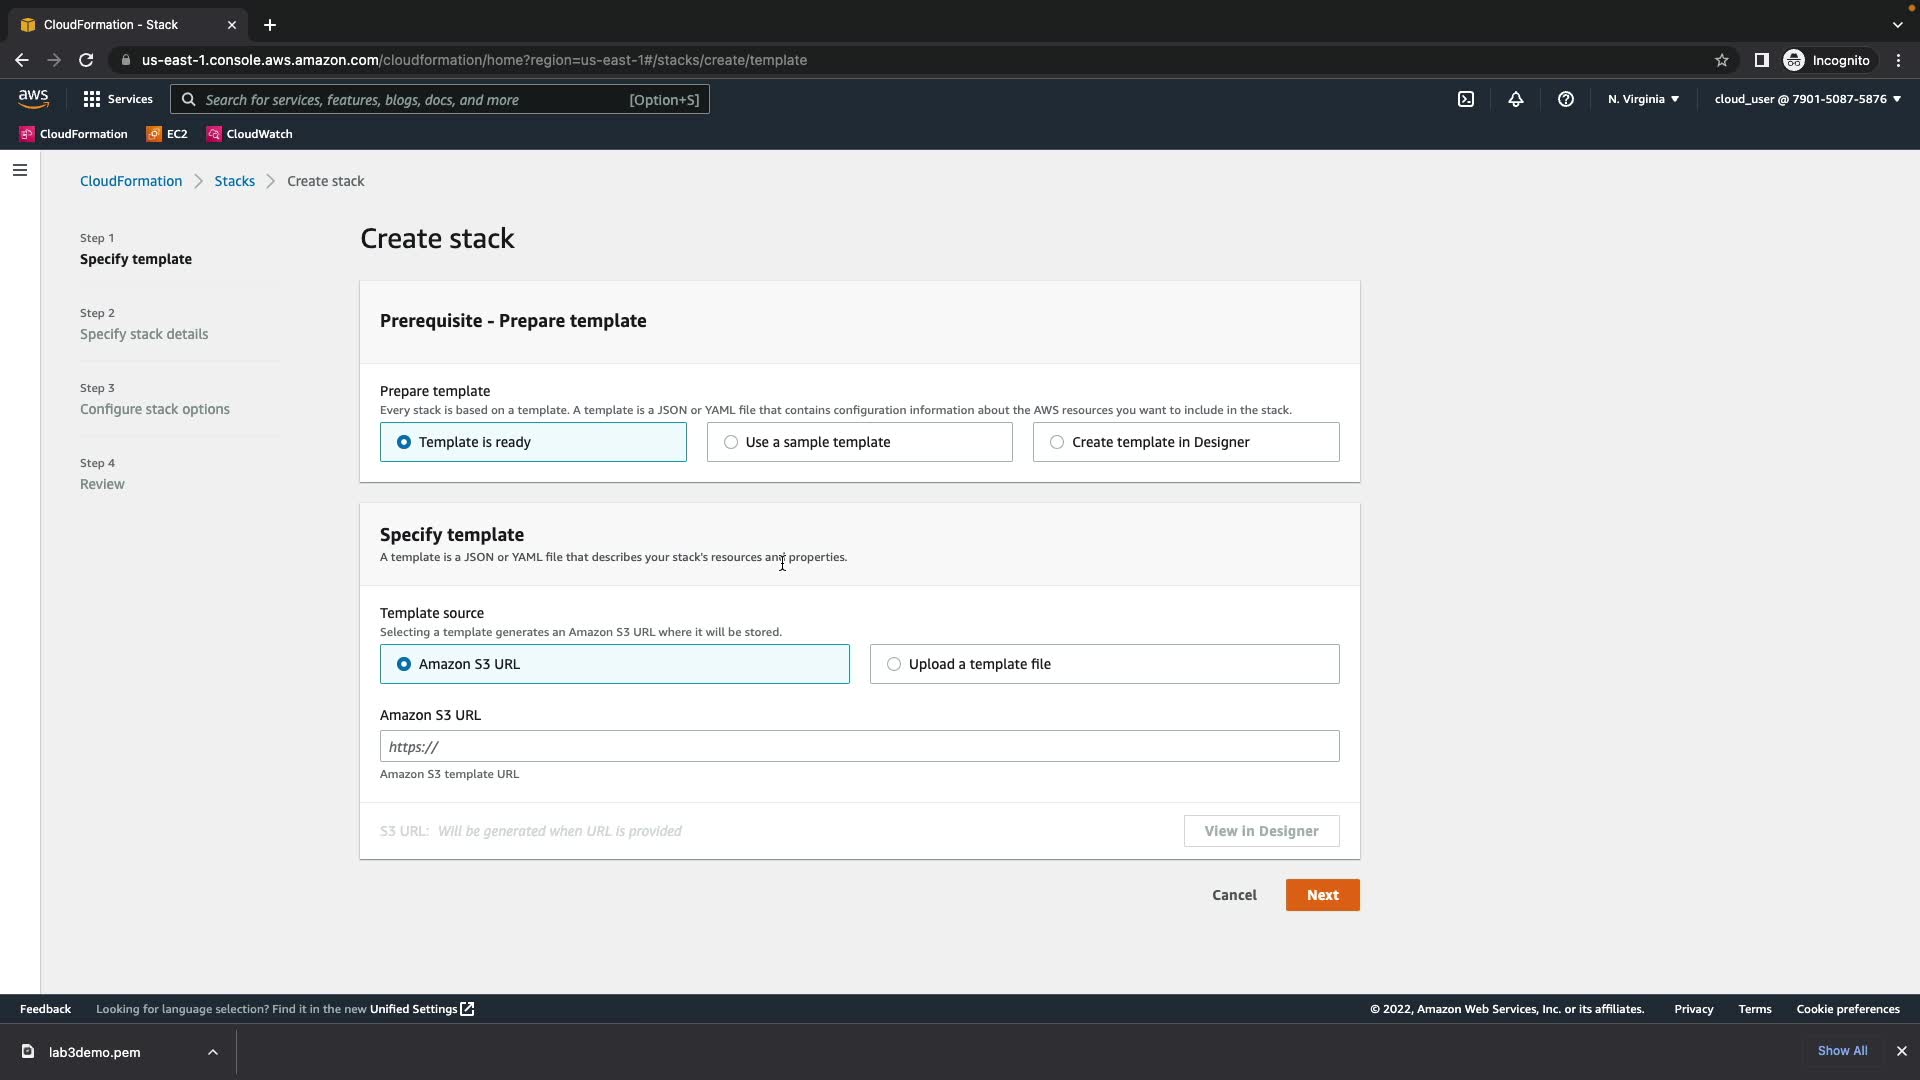 CloudFormation - Stack
us-east-1.console.aws.amazon.com/cloudformation/home?region=us-east-1#/stacks/create/template
Incognito
aws
Services
Search for services, features, blogs, docs, and more
[Option+S]
N. Virginia
cloud_user @ 7901-5087-5876
CloudFormation
EC2
CloudWatch
CloudFormation
Stacks
Create stack
Step 1
Specify template
Step 2
Specify stack details
Step 3
Configure stack options
Step 4
Review
Create stack
Prerequisite - Prepare template
Prepare template
Every stack is based on a template. A template is a JSON or YAML file that contains configuration information about the AWS resources you want to include in the stack.
Template is ready
Use a sample template
Create template in Designer
Specify template
A template is a JSON or YAML file that describes your stack's resources and properties.
Template source
Selecting a template generates an Amazon S3 URL where it will be stored.
Amazon S3 URL
Upload a template file
Amazon S3 URL
https://
Amazon S3 template URL
S3 URL: Will be generated when URL is provided
View in Designer
Cancel
Next
Feedback
Looking for language selection? Find it in the new Unified Settings
© 2022, Amazon Web Services, Inc. or its affiliates.
Privacy
Terms
Cookie preferences
lab3demo.pem
Show All